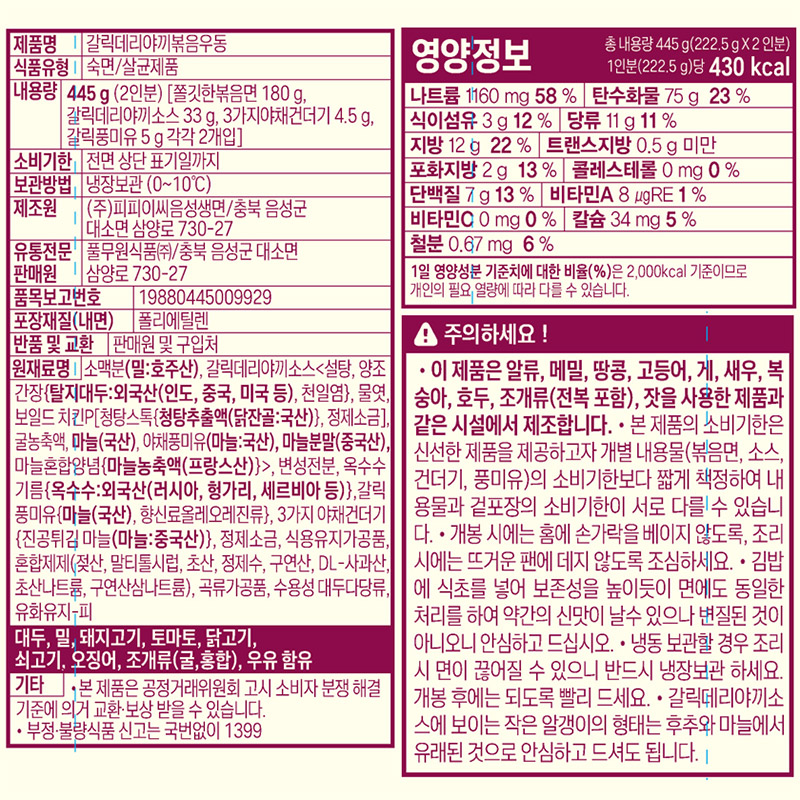 제품명 갈릭데리야끼볶음우동
식품유형 숙면/살균제품
내용량 445 g (2인분) [쫄깃한볶음면 180 g,
갈릭데리야끼소스 33 g, 3가지야채건더기 4.5 g,
갈릭풍미유 5 g 각각 2개입]
소비기한 전면 상단 표기일까지
보관방법 냉장보관 (0~10℃)
제조원 (주)피피이씨음성생면/충북 음성군
대소면 삼양로 730-27
유통전문 풀무원식품㈜/충북 음성군 대소면
판매원 삼양로 730-27
품목보고번호 19880445009929
포장재질(내면) 폴리에틸렌
반품 및 교환 판매원 및 구입처
원재료명 소맥분(밀:호주산), 갈릭데리야끼소스<설탕, 양조
간장{탈지대두:외국산(인도, 중국, 미국 등), 천일염}, 물엿,
보일드 치킨P[청탕스톡{청탕추출액(닭잔골:국산)}, 정제소금],
굴농축액, 마늘(국산), 야채풍미유(마늘:국산), 마늘분말(중국산),
마늘혼합양념{마늘농축액(프랑스산)}>, 변성전분, 옥수수
기름{옥수수:외국산(러시아, 헝가리, 세르비아 등)},갈릭
풍미유{마늘(국산), 향신료올레오레진류}, 3가지 야채건더기
{진공튀김 마늘(마늘:중국산)}, 정제소금, 식용유지가공품,
혼합제제(젖산, 말티톨시럽, 초산, 정제수, 구연산, DL-사과산,
초산나트륨, 구연산삼나트륨), 곡류가공품, 수용성 대두다당류,
유화유지-피
대두, 밀, 돼지고기, 토마토, 닭고기,
쇠고기, 오징어, 조개류(굴,홍합), 우유 함유
기타 • 본 제품은 공정거래위원회 고시 소비자 분쟁 해결
기준에 의거 교환·보상 받을 수 있습니다.
• 부정·불량식품 신고는 국번없이 1399
영양정보 총 내용량 445 g(222.5 g X 2 인분)
1인분(222.5 g)당 430 kcal
나트륨 1160 mg 58 % 탄수화물 75 g 23 %
식이섬유 3 g 12 % 당류 11 g 11 %
지방 12 g 22 % 트랜스지방 0.5 g 미만
포화지방 2 g 13 % 콜레스테롤 0 mg 0 %
단백질 7 g 13 % 비타민A 8 μgRE 1 %
비타민C 0 mg 0 % 칼슘 34 mg 5 %
철분 0.67 mg 6 %
1일 영양성분 기준치에 대한 비율(%)은 2,000kcal 기준이므로
개인의 필요 열량에 따라 다를 수 있습니다.
주의하세요 !
• 이 제품은 알류, 메밀, 땅콩, 고등어, 게, 새우, 복
숭아, 호두, 조개류(전복 포함), 잣을 사용한 제품과
같은 시설에서 제조합니다. • 본 제품의 소비기한은
신선한 제품을 제공하고자 개별 내용물(볶음면, 소스,
건더기, 풍미유)의 소비기한보다 짧게 책정하여 내
용물과 겉포장의 소비기한이 서로 다를 수 있습니
다. • 개봉 시에는 홈에 손가락을 베이지 않도록, 조리
시에는 뜨거운 팬에 데지 않도록 조심하세요. • 김밥
에 식초를 넣어 보존성을 높이듯이 면에도 동일한
처리를 하여 약간의 신맛이 날수 있으나 변질된 것이
아니오니 안심하고 드십시오. • 냉동 보관할 경우 조리
시 면이 끊어질 수 있으니 반드시 냉장보관 하세요.
개봉 후에는 되도록 빨리 드세요. • 갈릭데리야끼소
스에 보이는 작은 알갱이의 형태는 후추와 마늘에서
유래된 것으로 안심하고 드셔도 됩니다.